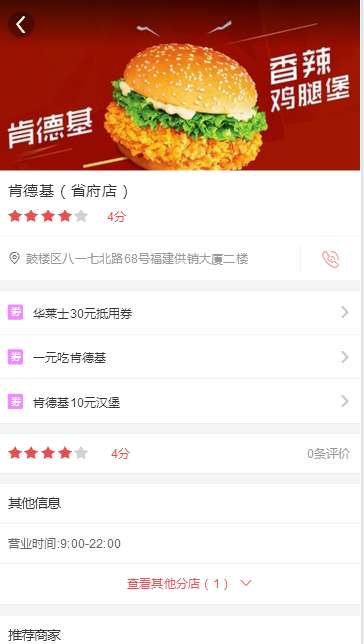 香辣
鸡腿堡
肯德基
肯德基（省府店）
4分
鼓楼区八一七北路68号福建供销大厦二楼
券 华莱士30元抵用券
券 一元吃肯德基
券 肯德基10元汉堡
4分 0条评价
其他信息
营业时间:9:00-22:00
查看其他分店（1）
推荐商家